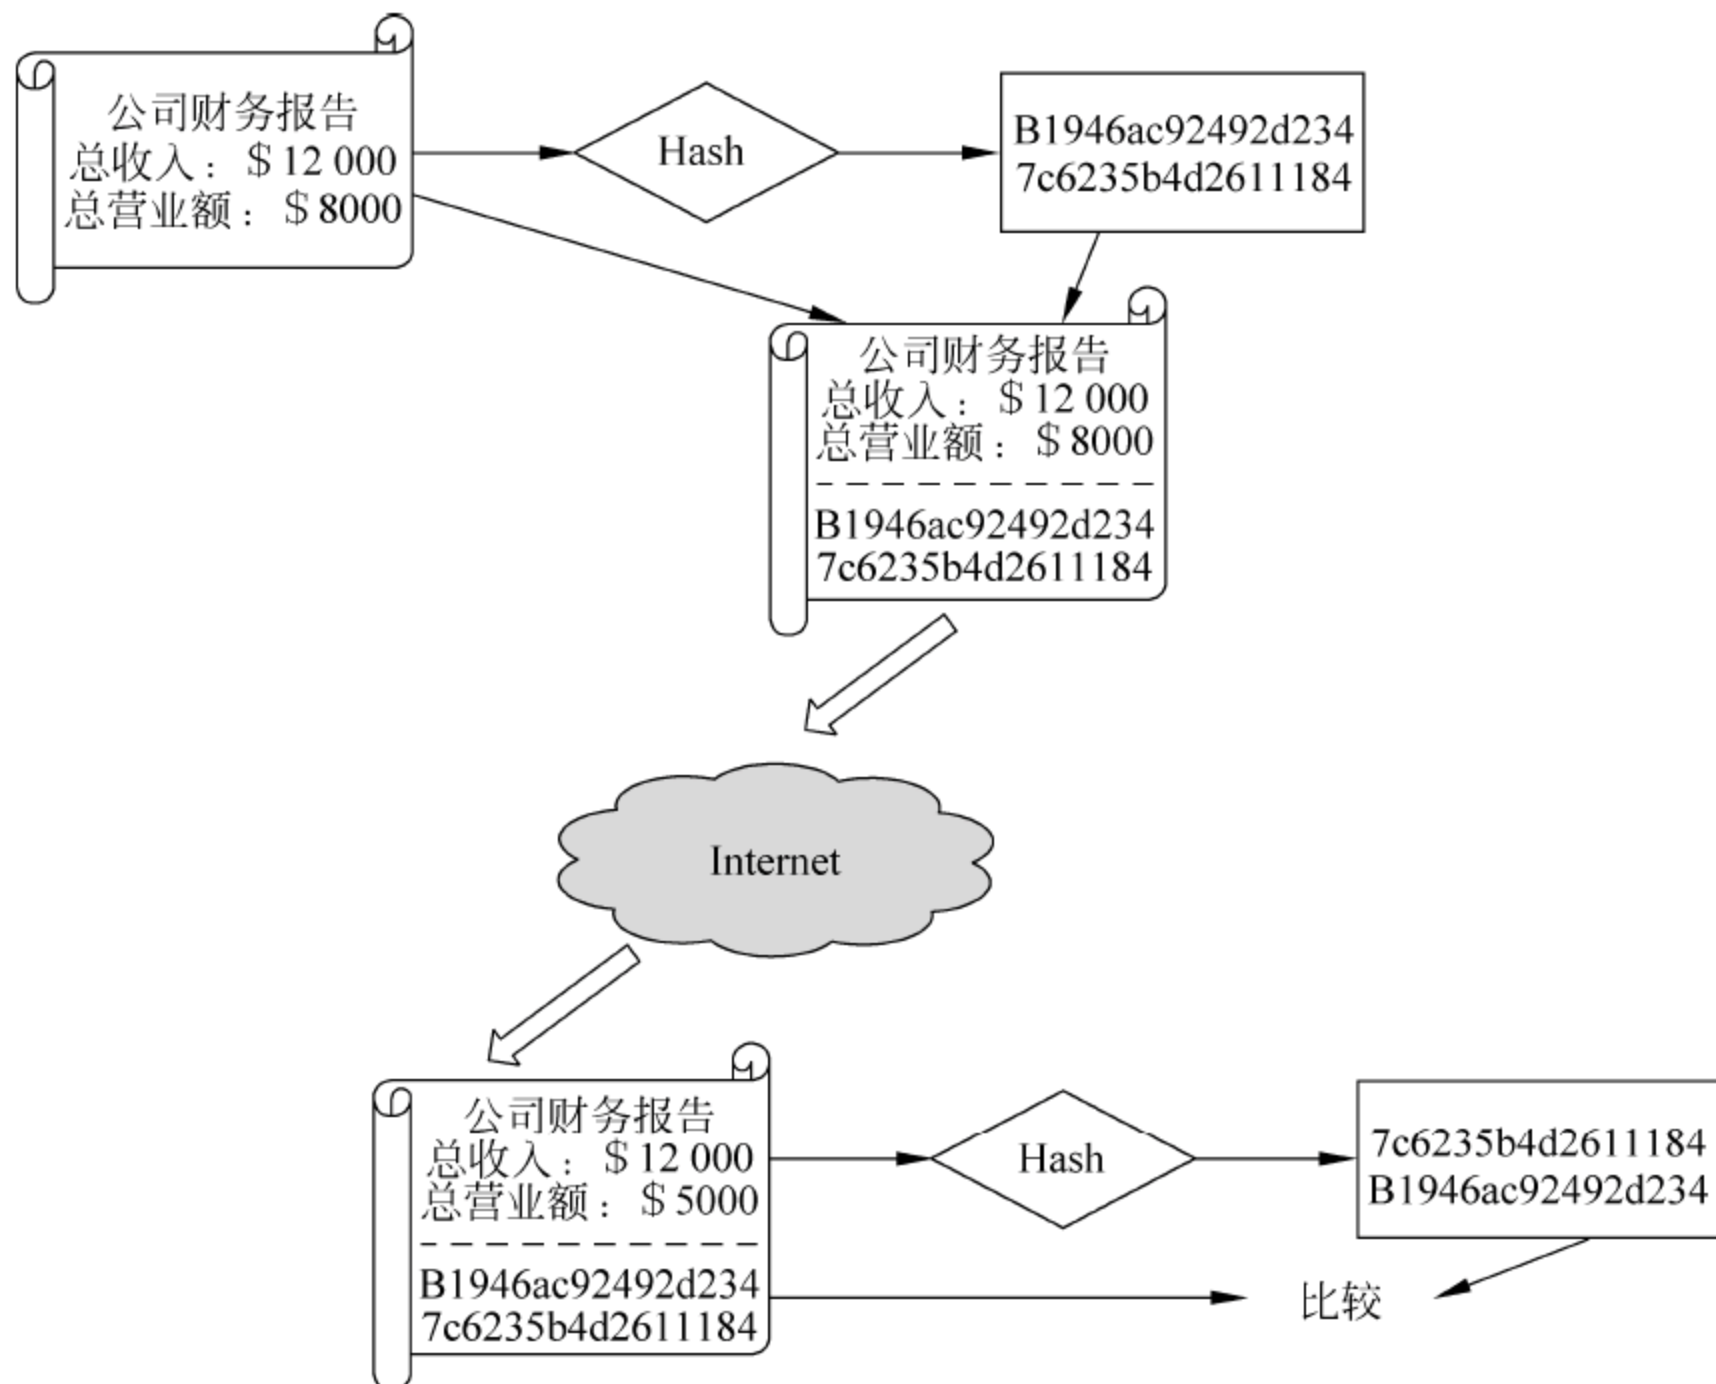 公司财务报告
总收入：＄12 000
总营业额：＄8000
Hash
B1946ac92492d234
7c6235b4d2611184
公司财务报告
总收入：＄12 000
总营业额：＄8000
B1946ac92492d234
7c6235b4d2611184
Internet
公司财务报告
总收入：＄12 000
总营业额：＄5000
B1946ac92492d234
7c6235b4d2611184
Hash
7c6235b4d2611184
B1946ac92492d234
比较